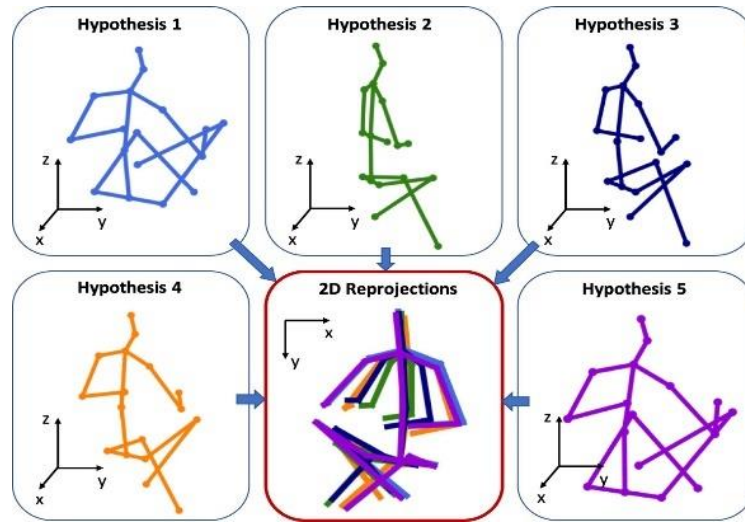 Hypothesis 1
Hypothesis 2
Hypothesis 3
z
y
x
z
y
x
z
y
x
Hypothesis 4
2D Reprojections
Hypothesis 5
z
y
x
x
y
z
y
x